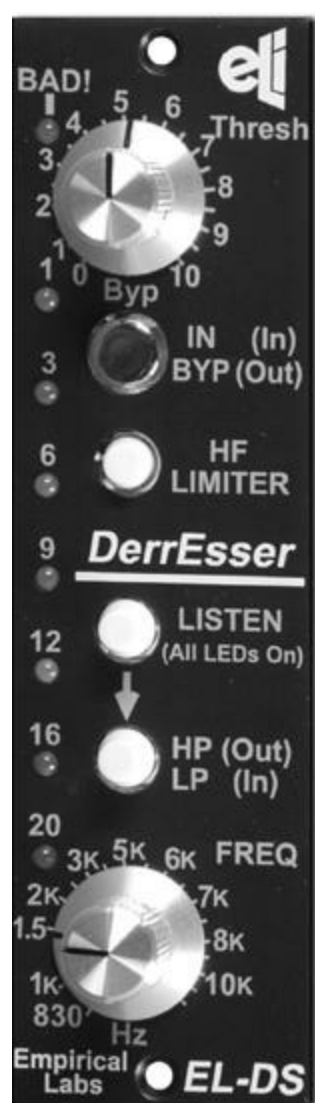 eli
BAD!
Thresh
0 1 2 3 4 5 6 7 8 9 10
Byp
1
IN (In)
BYP (Out)
3
HF
LIMITER
6
DerrEsser
9
LISTEN
(All LEDs On)
12
HP (Out)
LP (In)
16
20
FREQ
830 1K 1.5 2K 3K 5K 6K 7K 8K 10K
Hz
Empirical
Labs
EL-DS